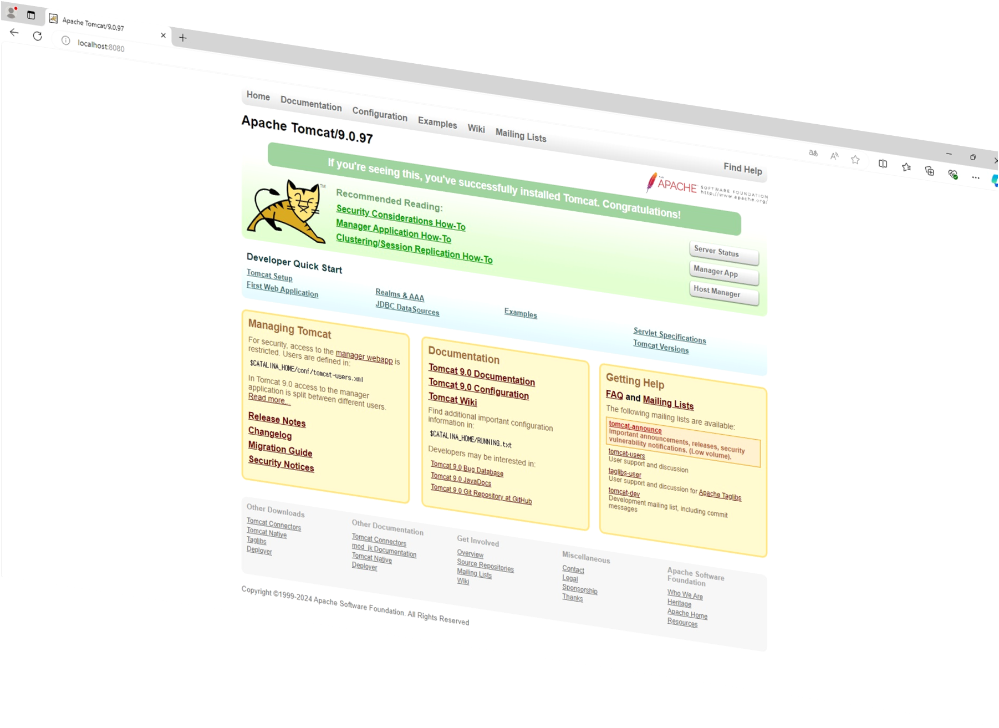 Apache Tomcat/9.0.97
localhost:8080
Home Documentation Configuration Examples Wiki Mailing Lists Find Help
Apache Tomcat/9.0.97
THE APACHE SOFTWARE FOUNDATION
http://www.apache.org/
If you're seeing this, you've successfully installed Tomcat. Congratulations!
TM
Recommended Reading:
Security Considerations How-To
Manager Application How-To
Clustering/Session Replication How-To
Server Status
Manager App
Host Manager
Developer Quick Start
Tomcat Setup
First Web Application
Realms & AAA
JDBC DataSources
Examples
Servlet Specifications
Tomcat Versions
Managing Tomcat
For security, access to the manager webapp is
restricted. Users are defined in:
$CATALINA_HOME/conf/tomcat-users.xml
In Tomcat 9.0 access to the manager
application is split between different users.
Read more...
Release Notes
Changelog
Migration Guide
Security Notices
Documentation
Tomcat 9.0 Documentation
Tomcat 9.0 Configuration
Tomcat Wiki
Find additional important configuration
information in:
$CATALINA_HOME/RUNNING.txt
Developers may be interested in:
Tomcat 9.0 Bug Database
Tomcat 9.0 JavaDocs
Tomcat 9.0 Git Repository at GitHub
Getting Help
FAQ and Mailing Lists
The following mailing lists are available:
tomcat-announce
Important announcements, releases, security
vulnerability notifications. (Low volume).
tomcat-users
User support and discussion
taglibs-user
User support and discussion for Apache Taglibs
tomcat-dev
Development mailing list, including commit
messages
Other Downloads
Tomcat Connectors
Tomcat Native
Taglibs
Deployer
Other Documentation
Tomcat Connectors
mod_jk Documentation
Tomcat Native
Deployer
Get Involved
Overview
Source Repositories
Mailing Lists
Wiki
Miscellaneous
Contact
Legal
Sponsorship
Thanks
Apache Software
Foundation
Who We Are
Heritage
Apache Home
Resources
Copyright ©1999-2024 Apache Software Foundation. All Rights Reserved